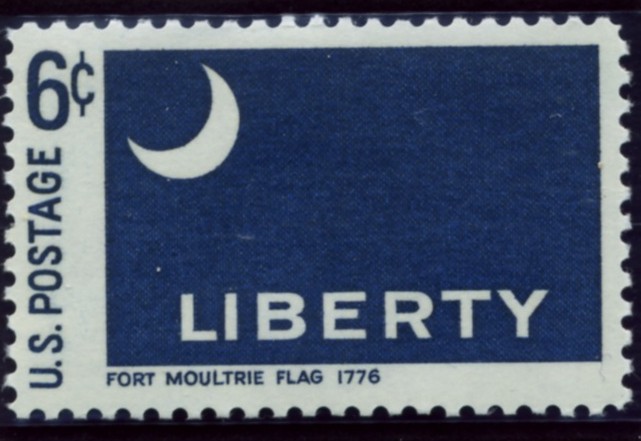 6¢
U.S. POSTAGE
LIBERTY
FORT MOULTRIE FLAG 1776